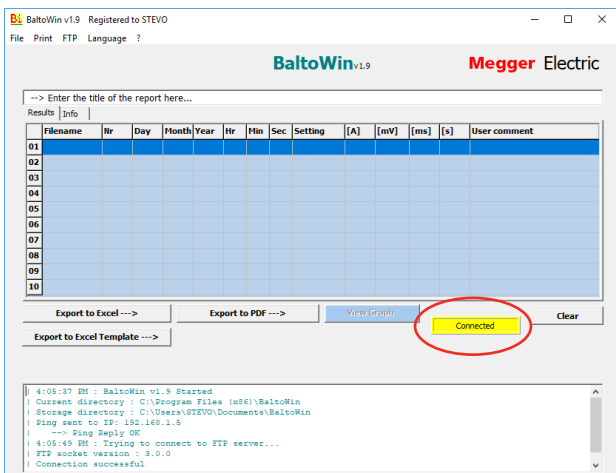 BaltoWin v1.9 Registered to STEVO
File Print FTP Language ?
BaltoWin v1.9 Megger Electric
--> Enter the title of the report here...
Results Info
Filename Nr Day Month Year Hr Min Sec Setting [A] [mV] [ms] [s] User comment
01
02
03
04
05
06
07
08
09
10
Export to Excel ---> Export to PDF ---> View Graph Connected Clear
Export to Excel Template --->
| 4:05:37 PM : BaltoWin v1.9 Started
| Current directory : C:\Program Files (x86)\BaltoWin
| Storage directory : C:\Users\STEVO\Documents\BaltoWin
| Ping sent to IP: 192.168.1.5
| --> Ping Reply OK
| 4:05:49 PM : Trying to connect to FTP server...
| FTP socket version : 3.0.0
| Connection successful